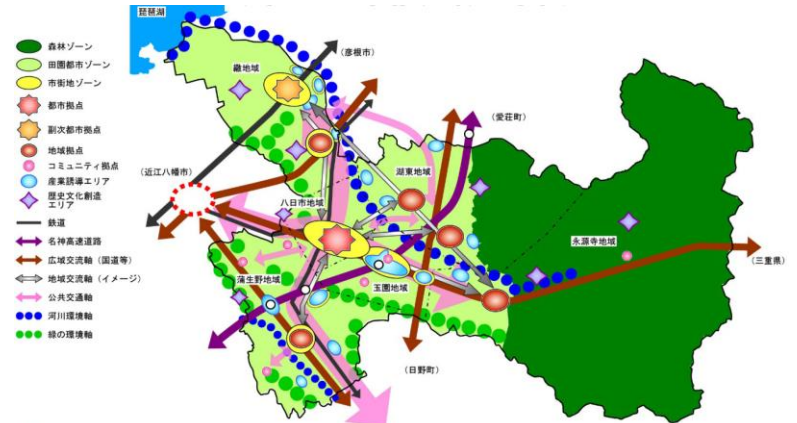 琵琶湖
森林ゾーン
田園都市ゾーン
市街地ゾーン
都市拠点
副次都市拠点
地域拠点
コミュニティ拠点
産業誘導エリア
歴史文化創造
エリア
鉄道
名神高速道路
広域交流軸（国道等）
地域交流軸（イメージ）
公共交通軸
河川環境軸
緑の環境軸
（彦根市）
（愛荘町）
（近江八幡市）
湖東地域
八日市地域
永源寺地域
（三重県）
蒲生野地域
玉園地域
（日野町）